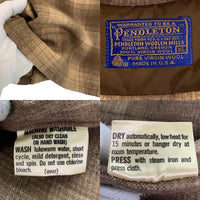 WARRANTED TO BE A
PENDLETON
PENDLETON WOOLEN MILLS
PORTLAND, OREGON
PURE VIRGIN WOOL
MADE IN U.S.A.
MACHINE WASHABLE
(ALSO DRY CLEAN
OR HAND WASH)
WASH lukewarm water, short
cycle, mild detergent, rinse
and spin. Do not bleach.
(over)
DRY automatically, low heat for
15 minutes or hanger dry at
room temperature.
PRESS with steam iron and
press cloth.